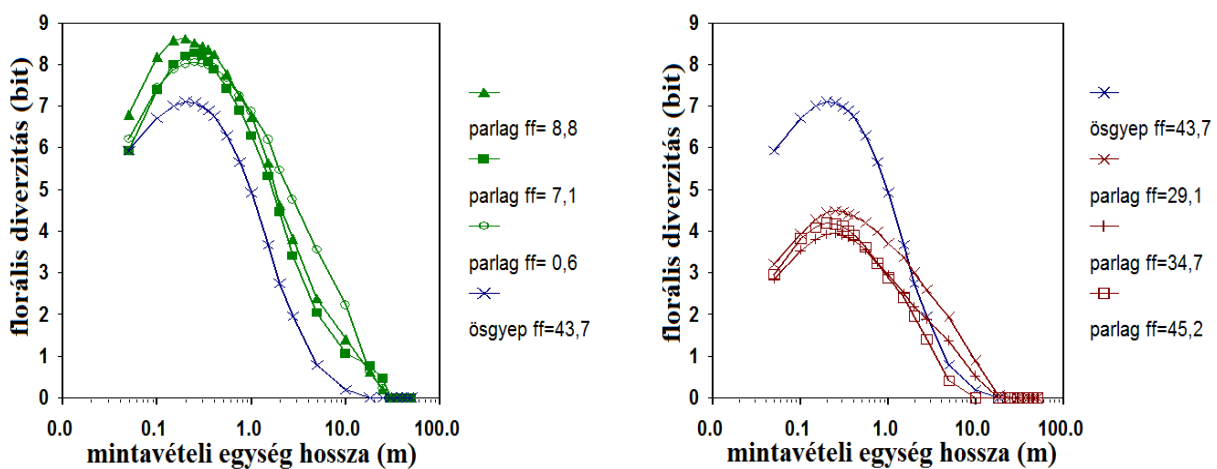 9
8
7
6
5
4
3
2
1
0
florális diverzitás (bit)
0.0 0.1 1.0 10.0 100.0
mintavételi egység hossza (m)
parlag ff= 8,8
parlag ff= 7,1
parlag ff= 0,6
ösgyep ff=43,7
9
8
7
6
5
4
3
2
1
0
florális diverzitás (bit)
0.0 0.1 1.0 10.0 100.0
mintavételi egység hossza (m)
ösgyep ff=43,7
parlag ff=29,1
parlag ff=34,7
parlag ff=45,2